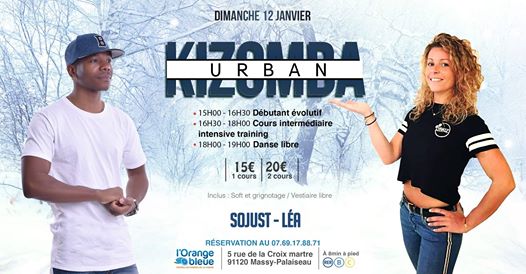 DIMANCHE 12 JANVIER
KIZOMBA
URBAN
• 15H00 - 16H30 Débutant évolutif
• 16H30 - 18H00 Cours intermédiaire
intensive training
• 18H00 - 19H00 Danse libre
15€ 20€
1 cours 2 cours
Inclus : Soft et grignotage / Vestiaire libre
SOJUST - LÉA
RÉSERVATION AU 07.69.17.88.71
l'Orange bleue
5 rue de la Croix martre
91120 Massy-Palaiseau
À 8min à pied
RER B C